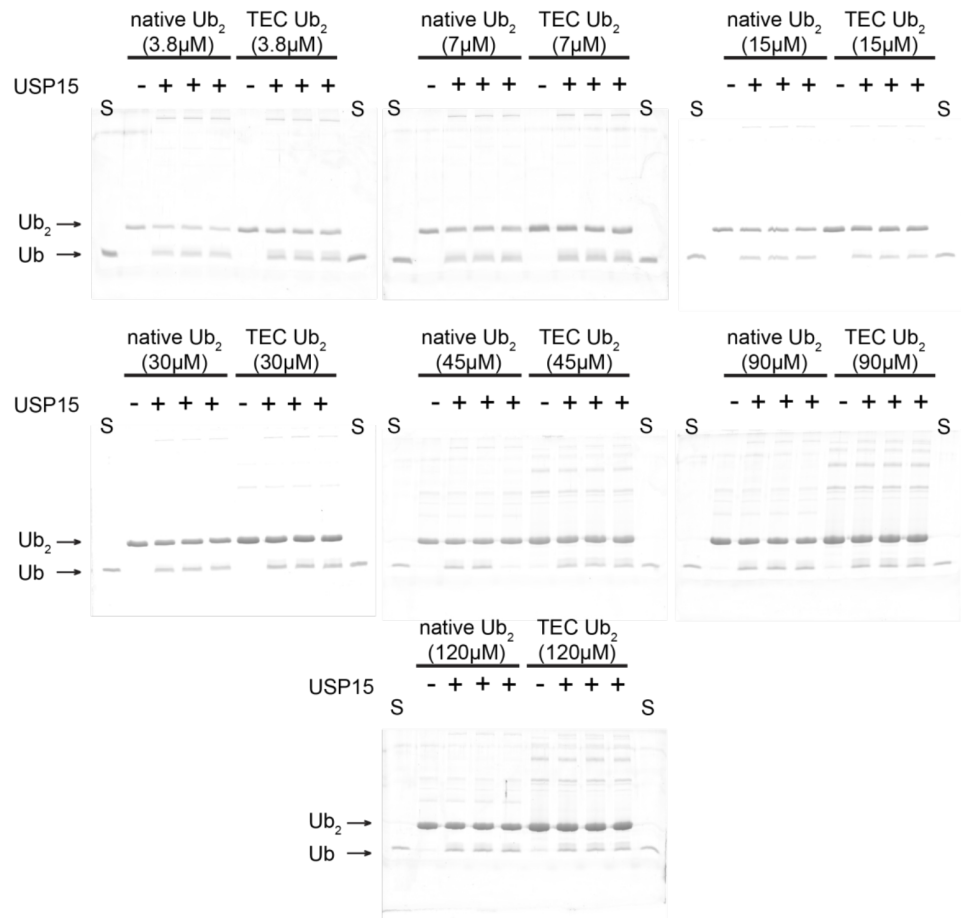 native Ub2 TEC Ub2 native Ub2 TEC Ub2 native Ub2 TEC Ub2
(3.8µM) (3.8µM) (7µM) (7µM) (15µM) (15µM)
USP15 - + + + - + + + - + + + - + + + - + + + - + + +
S S S S S S
Ub2 →
Ub →
native Ub2 TEC Ub2 native Ub2 TEC Ub2 native Ub2 TEC Ub2
(30µM) (30µM) (45µM) (45µM) (90µM) (90µM)
USP15 - + + + - + + + - + + + - + + + - + + + - + + +
S S S S S S
Ub2 →
Ub →
native Ub2 TEC Ub2
(120µM) (120µM)
USP15 - + + + - + + +
S S
Ub2 →
Ub →